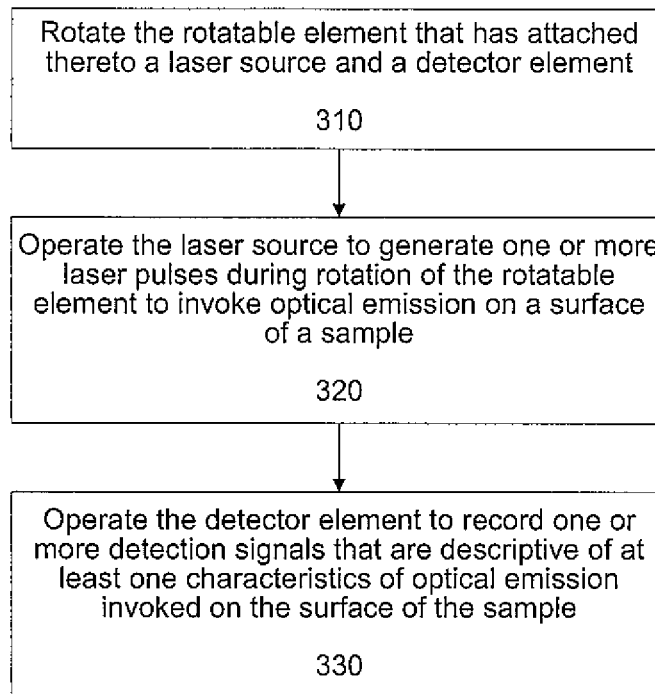 Rotate the rotatable element that has attached
thereto a laser source and a detector element
310
Operate the laser source to generate one or more
laser pulses during rotation of the rotatable
element to invoke optical emission on a surface
of a sample
320
Operate the detector element to record one or
more detection signals that are descriptive of at
least one characteristics of optical emission
invoked on the surface of the sample
330